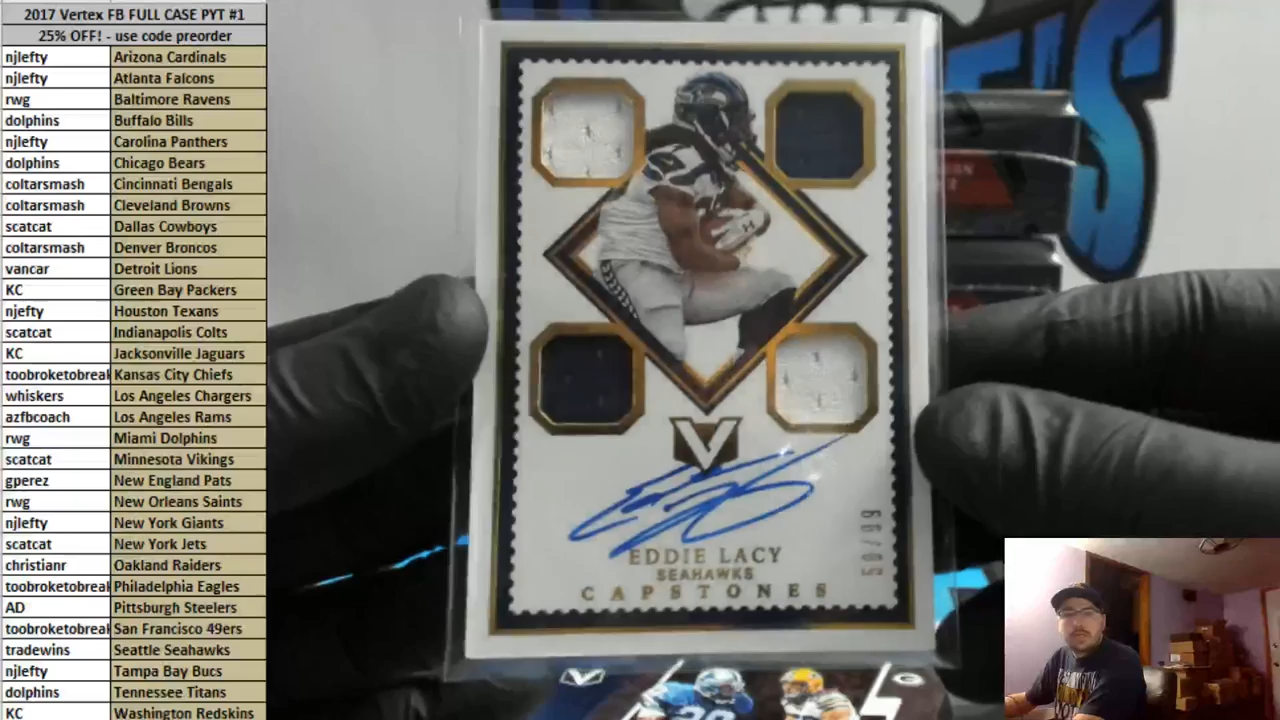 2017 Vertex FB FULL CASE PYT #1
25% OFF! - use code preorder
njlefty Arizona Cardinals
njlefty Atlanta Falcons
rwg Baltimore Ravens
dolphins Buffalo Bills
njlefty Carolina Panthers
dolphins Chicago Bears
coltarsmash Cincinnati Bengals
coltarsmash Cleveland Browns
scatcat Dallas Cowboys
coltarsmash Denver Broncos
vancar Detroit Lions
KC Green Bay Packers
njefty Houston Texans
scatcat Indianapolis Colts
KC Jacksonville Jaguars
toobroketobreak Kansas City Chiefs
whiskers Los Angeles Chargers
azfbcoach Los Angeles Rams
rwg Miami Dolphins
scatcat Minnesota Vikings
gperez New England Pats
rwg New Orleans Saints
njlefty New York Giants
scatcat New York Jets
christianr Oakland Raiders
toobroketobreak Philadelphia Eagles
AD Pittsburgh Steelers
toobroketobreak San Francisco 49ers
tradewins Seattle Seahawks
njlefty Tampa Bay Bucs
dolphins Tennessee Titans
KC Washington Redskins
V
EDDIE LACY
SEAHAWKS
CAPSTONES
V
G